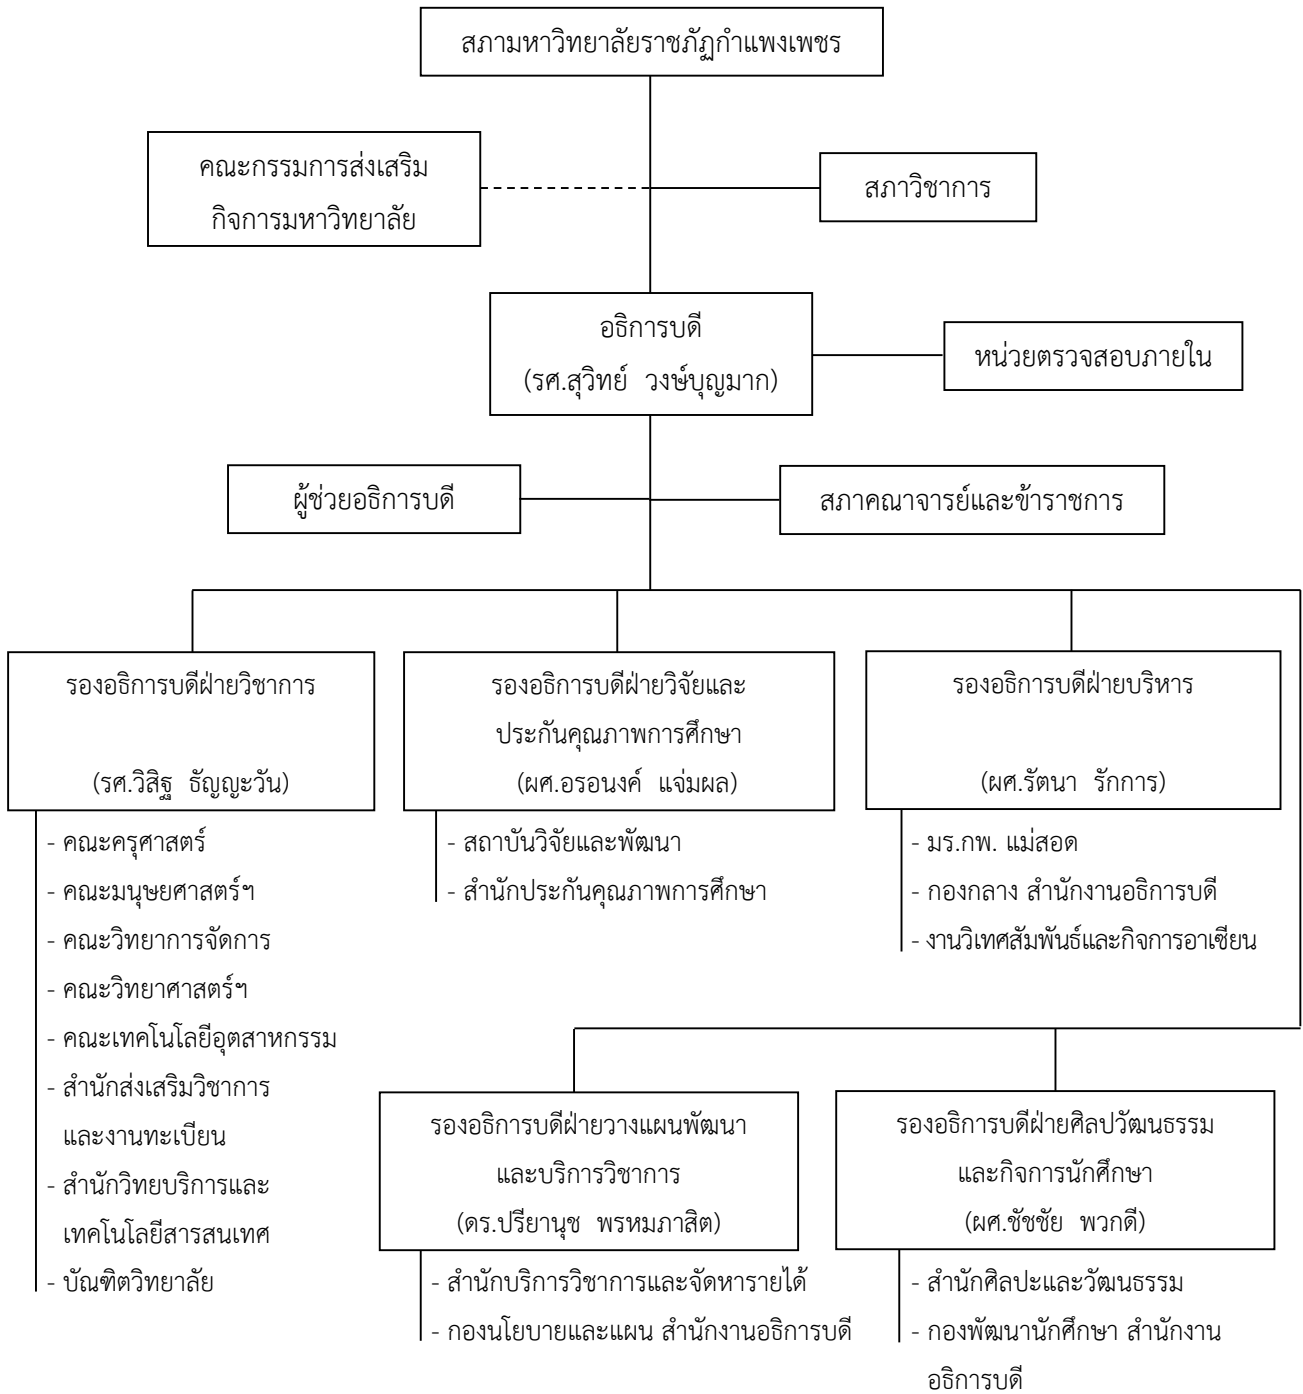 สภามหาวิทยาลัยราชภัฏกำแพงเพชร
คณะกรรมการส่งเสริม
กิจการมหาวิทยาลัย
สภาวิชาการ
อธิการบดี
(รศ.สุวิทย์ วงษ์บุญมาก)
หน่วยตรวจสอบภายใน
ผู้ช่วยอธิการบดี
สภาคณาจารย์และข้าราชการ
รองอธิการบดีฝ่ายวิชาการ
(รศ.วิสิฐ ธัญญะวัน)
- คณะครุศาสตร์
- คณะมนุษยศาสตร์ฯ
- คณะวิทยาการจัดการ
- คณะวิทยาศาสตร์ฯ
- คณะเทคโนโลยีอุตสาหกรรม
- สำนักส่งเสริมวิชาการ
และงานทะเบียน
- สำนักวิทยบริการและ
เทคโนโลยีสารสนเทศ
- บัณฑิตวิทยาลัย
รองอธิการบดีฝ่ายวิจัยและ
ประกันคุณภาพการศึกษา
(ผศ.อรอนงค์ แจ่มผล)
- สถาบันวิจัยและพัฒนา
- สำนักประกันคุณภาพการศึกษา
รองอธิการบดีฝ่ายบริหาร
(ผศ.รัตนา รักการ)
- มร.กพ. แม่สอด
- กองกลาง สำนักงานอธิการบดี
- งานวิเทศสัมพันธ์และกิจการอาเซียน
รองอธิการบดีฝ่ายวางแผนพัฒนา
และบริการวิชาการ
(ดร.ปรียานุช พรหมภาสิต)
- สำนักบริการวิชาการและจัดหารายได้
- กองนโยบายและแผน สำนักงานอธิการบดี
รองอธิการบดีฝ่ายศิลปวัฒนธรรม
และกิจการนักศึกษา
(ผศ.ชัชชัย พวกดี)
- สำนักศิลปะและวัฒนธรรม
- กองพัฒนานักศึกษา สำนักงาน
อธิการบดี